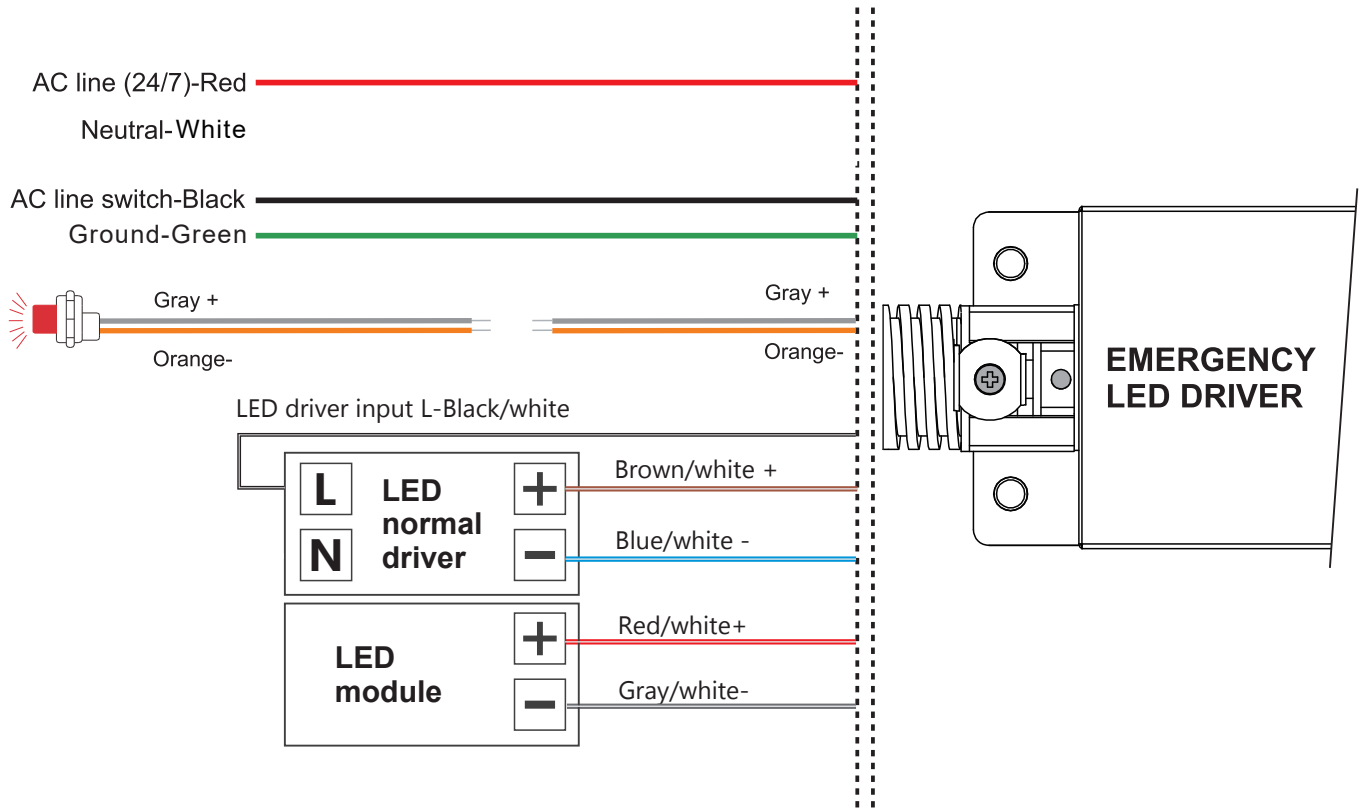 AC line (24/7)-Red
Neutral-White
AC line switch-Black
Ground-Green
Gray +
Orange-
Gray +
Orange-
EMERGENCY
LED DRIVER
LED driver input L-Black/white
L
N
LED
normal
driver
+
−
Brown/white +
Blue/white -
LED
module
+
−
Red/white+
Gray/white-